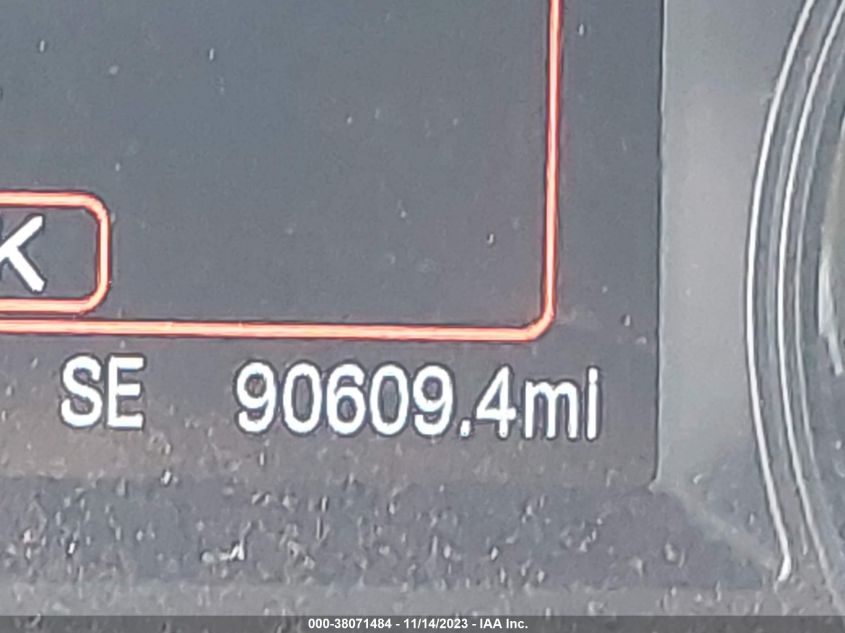 K
SE 90609.4mi
000-38071484 - 11/14/2023 - IAA Inc.